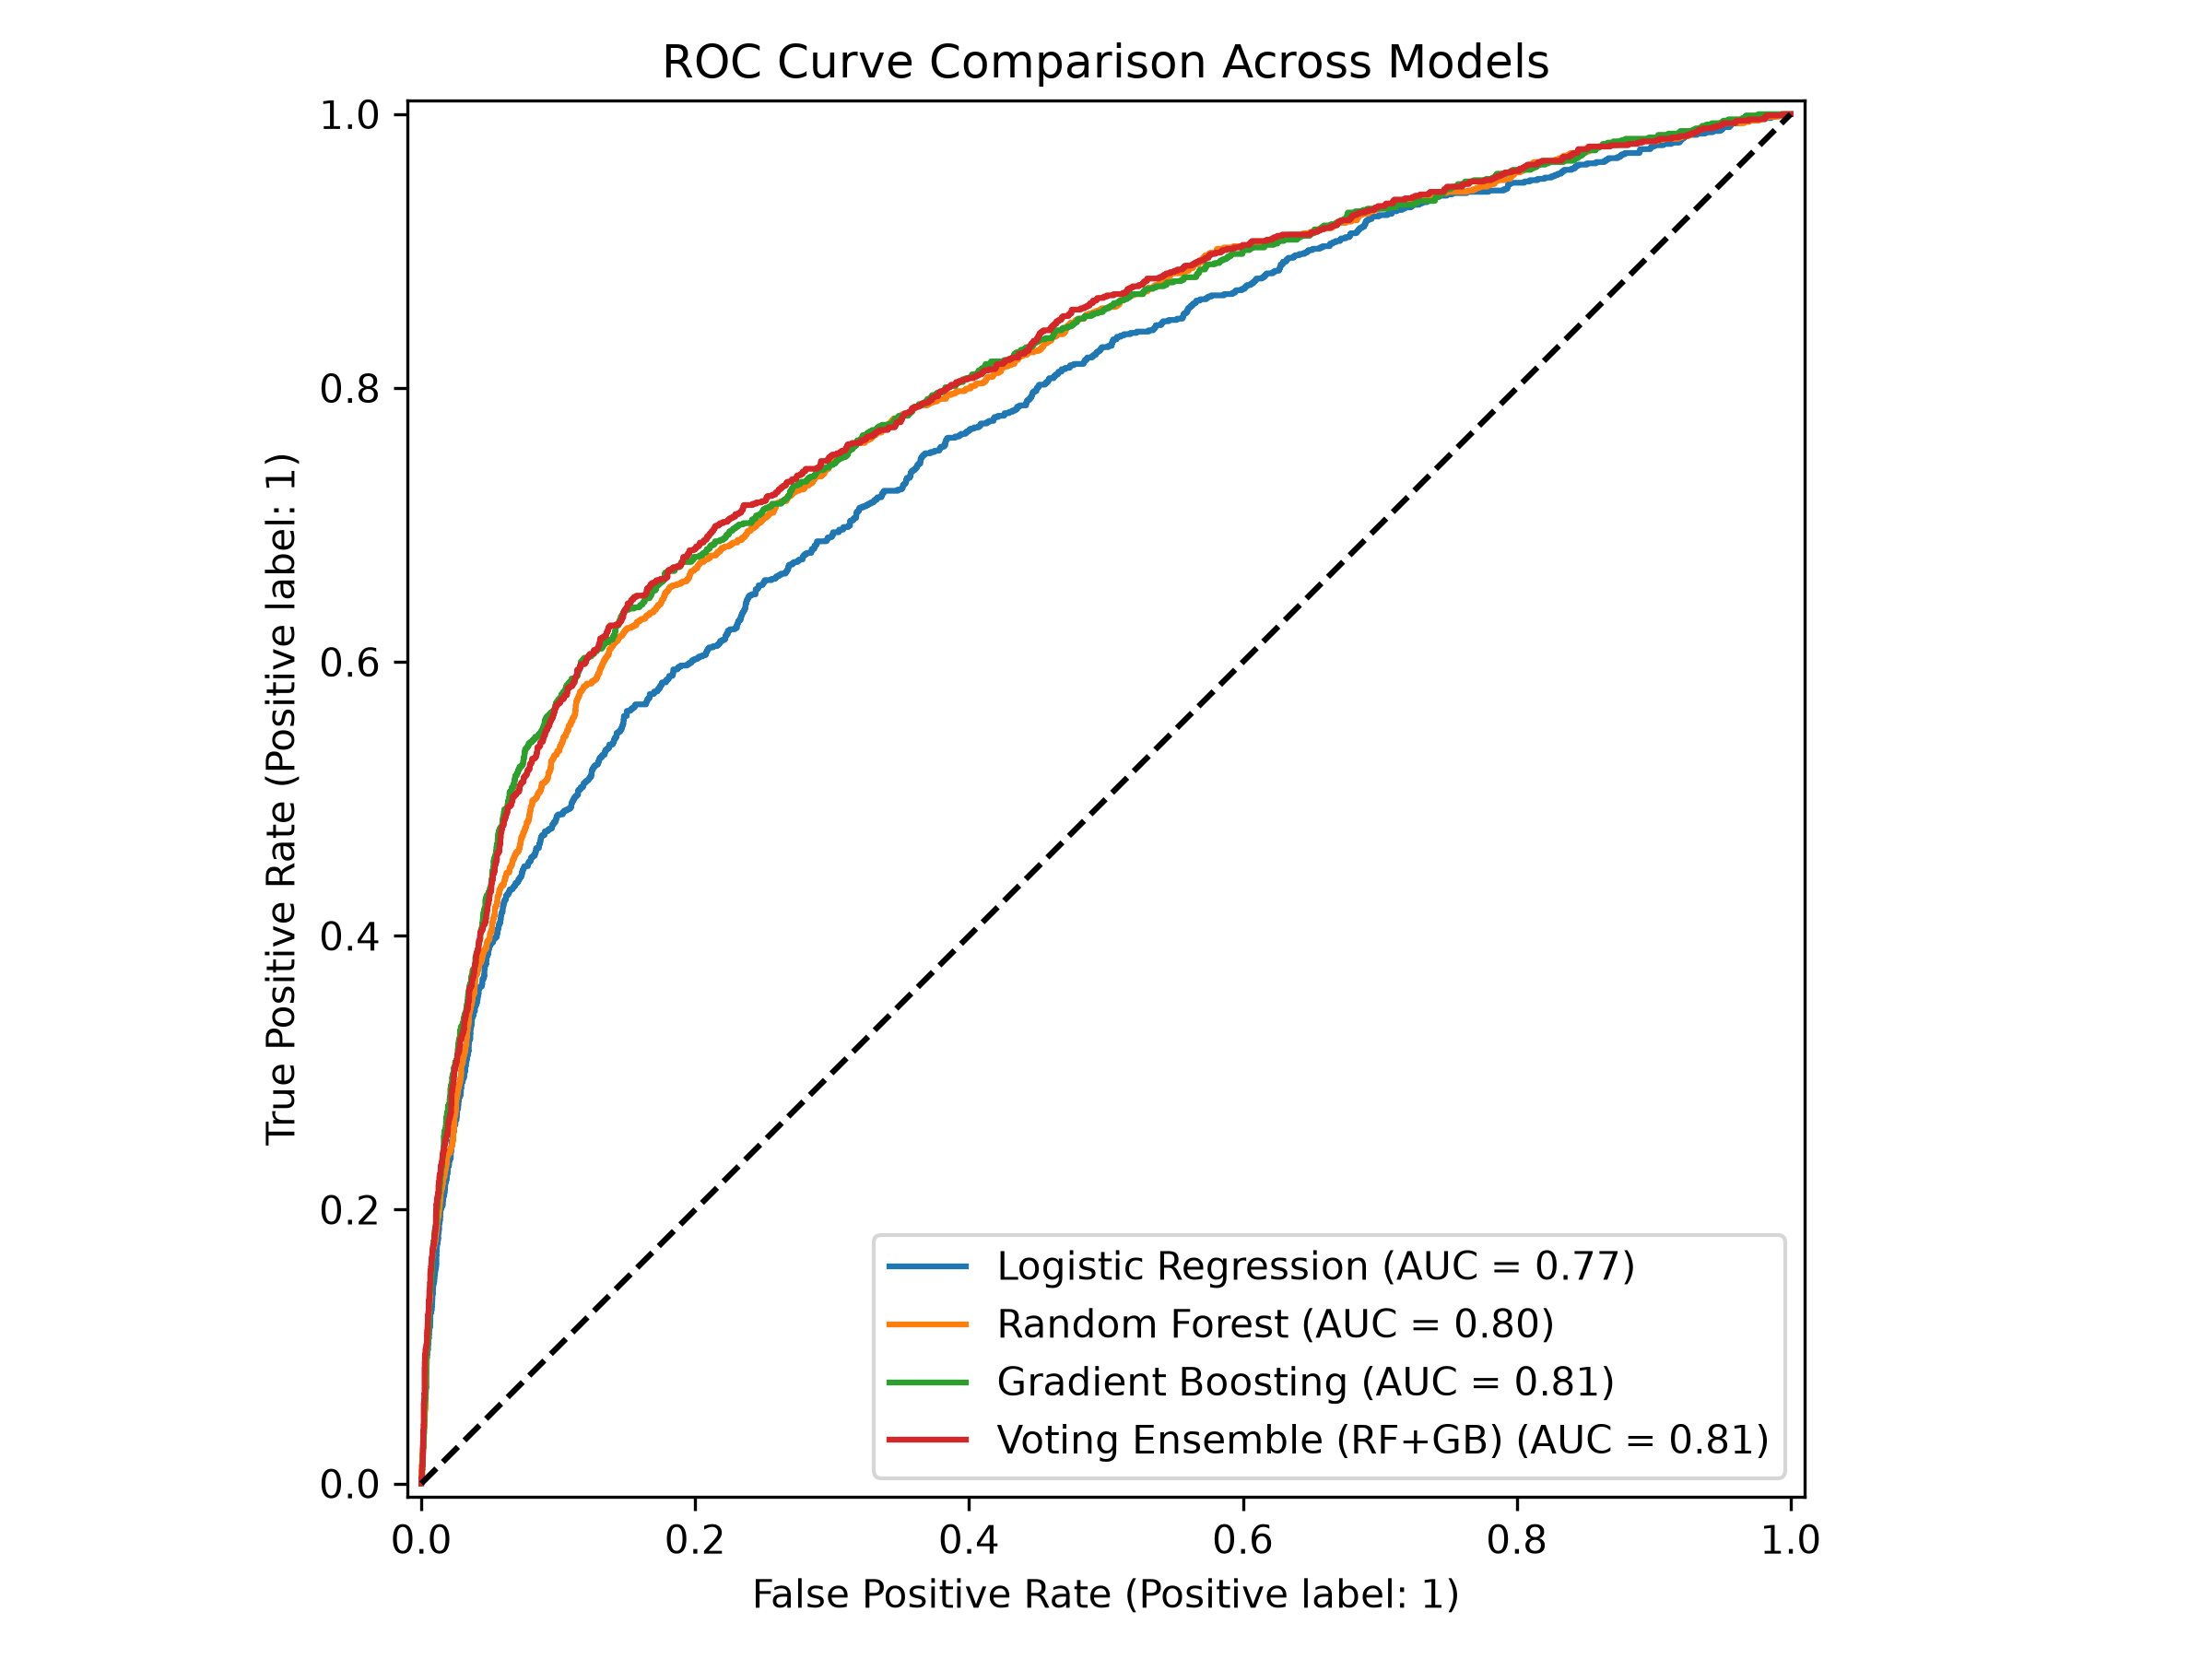 ROC Curve Comparison Across Models
1.0
0.8
0.6
0.4
0.2
0.0
True Positive Rate (Positive label: 1)
Logistic Regression (AUC = 0.77)
Random Forest (AUC = 0.80)
Gradient Boosting (AUC = 0.81)
Voting Ensemble (RF+GB) (AUC = 0.81)
0.0 0.2 0.4 0.6 0.8 1.0
False Positive Rate (Positive label: 1)